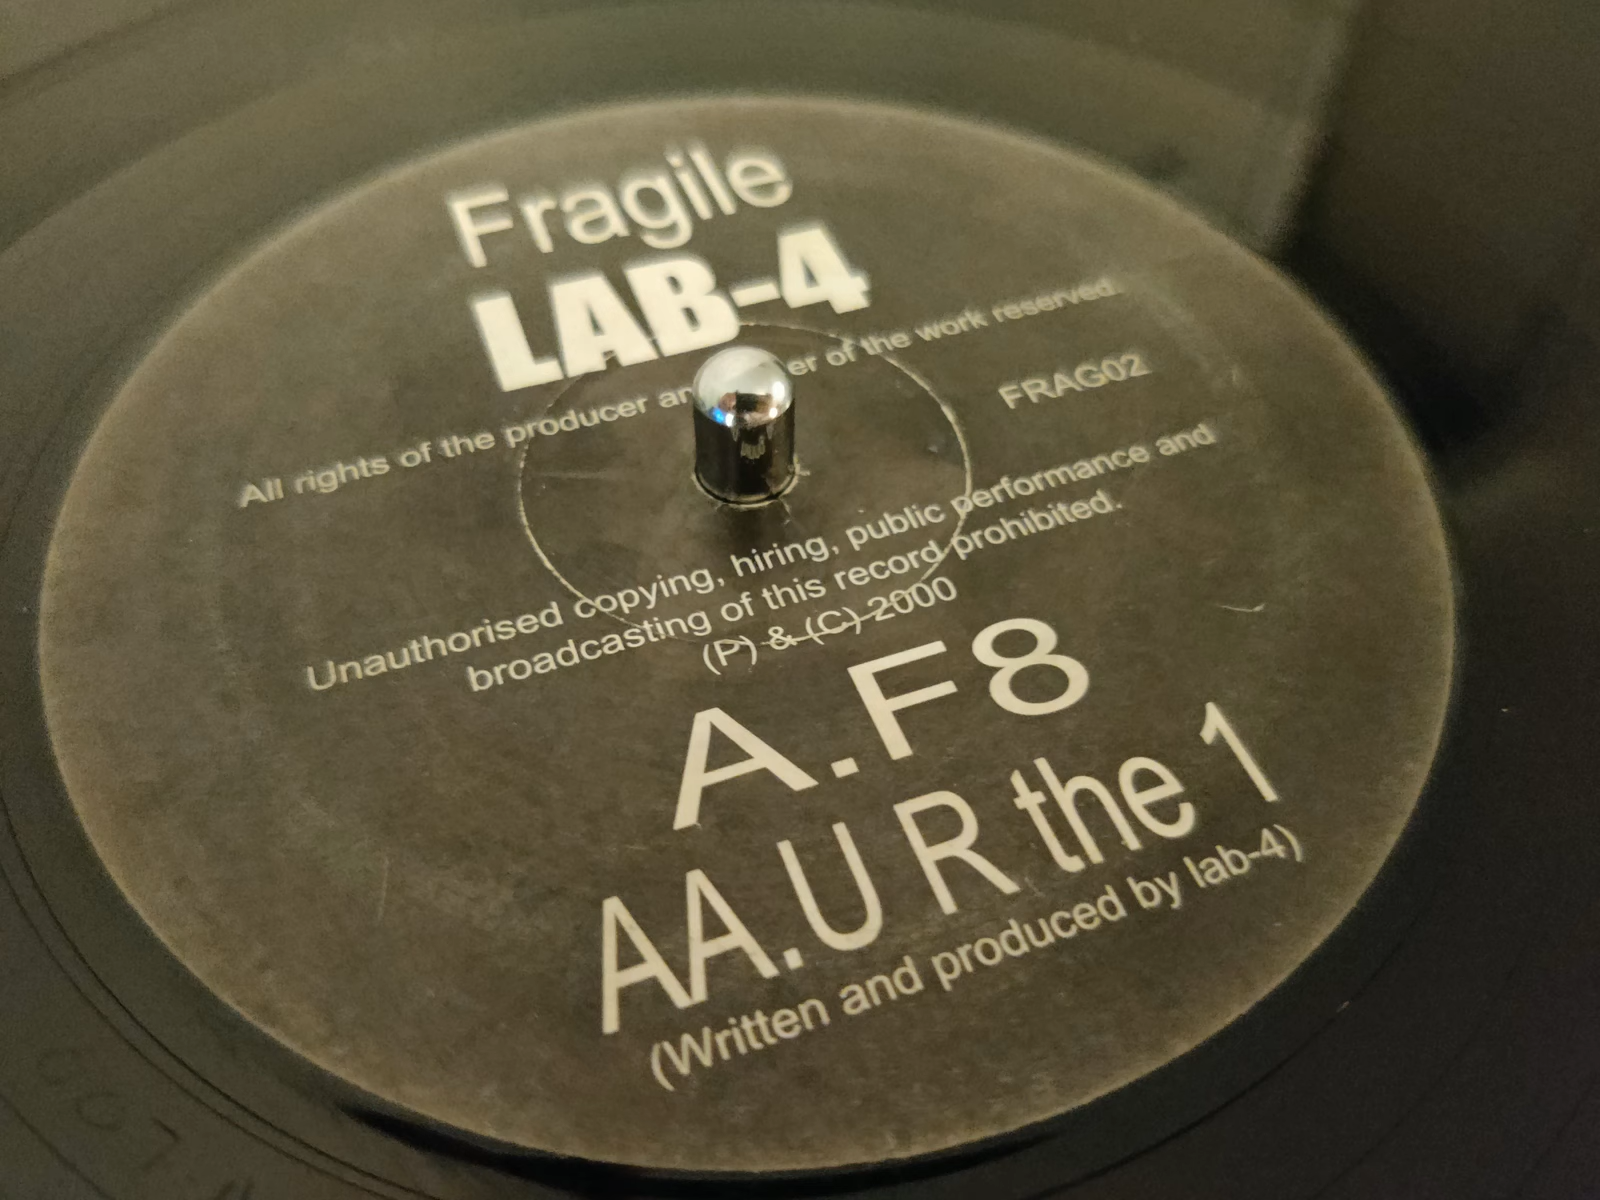 Fragile
LAB-4
All rights of the producer and er of the work reserved.
FRAG02
Unauthorised copying, hiring, public performance and
broadcasting of this record prohibited.
(P) & (C) 2000
A.F8
AA.U R the 1
(Written and produced by lab-4)